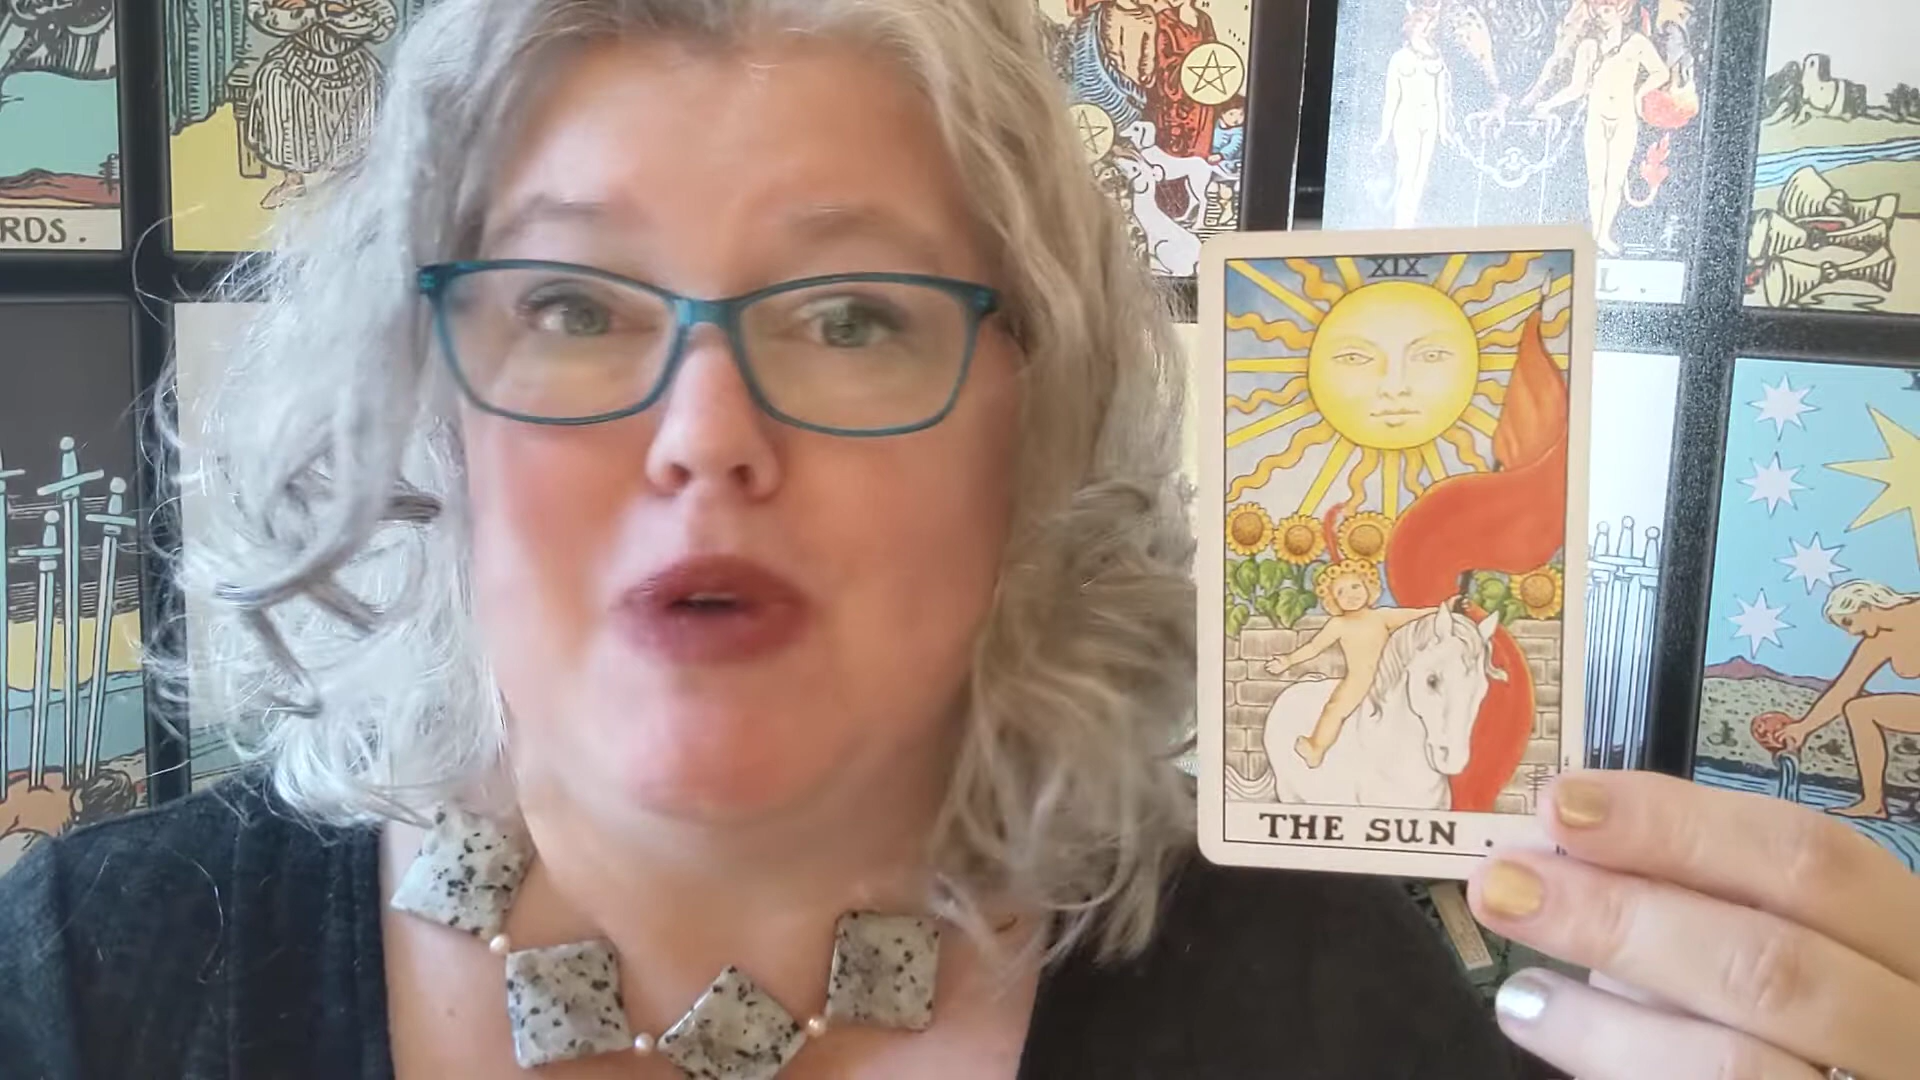 RDS.
L.
XIX
THE SUN.